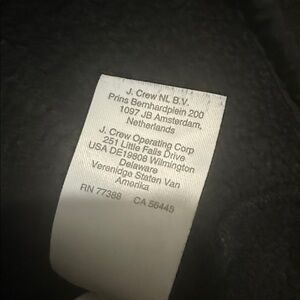 J. Crew NL B.V.
Prins Bernhardplein 200
1097 JB Amsterdam,
Netherlands
J. Crew Operating Corp
251 Little Falls Drive
USA DE19808 Wilmington
Delaware
Verenidge Staten Van
Amerika
RN 77388 CA 56445